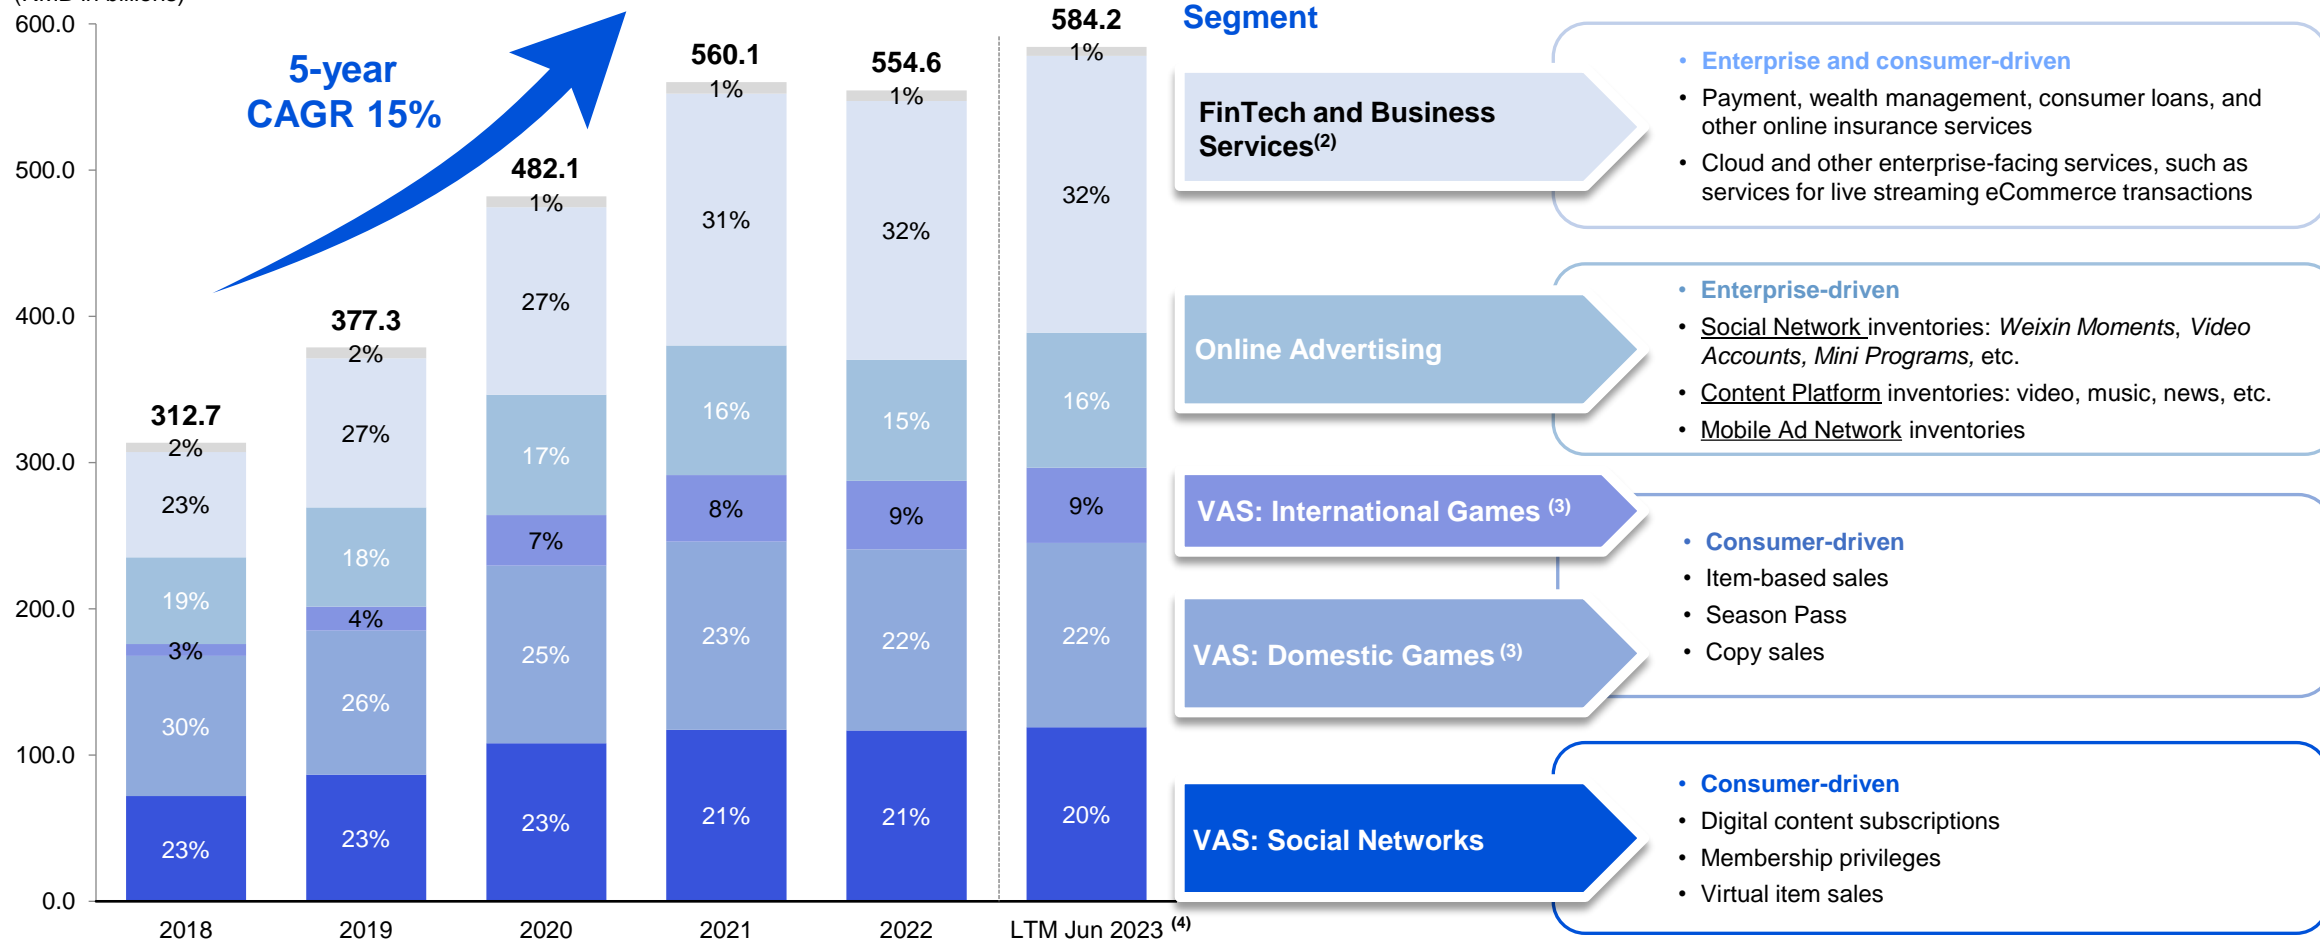 600.0
500.0
400.0
300.0
200.0
100.0
0.0
5-year
CAGR 15%
312.7
2%
23%
19%
3%
30%
23%
2018
377.3
2%
27%
18%
4%
26%
23%
2019
482.1
1%
27%
17%
7%
25%
23%
2020
560.1
1%
31%
16%
8%
23%
21%
2021
554.6
1%
32%
15%
9%
22%
21%
2022
584.2
1%
32%
16%
9%
22%
20%
LTM Jun 2023 (4)
Segment
FinTech and Business
Services(2)
• Enterprise and consumer-driven
• Payment, wealth management, consumer loans, and
other online insurance services
• Cloud and other enterprise-facing services, such as
services for live streaming eCommerce transactions
Online Advertising
• Enterprise-driven
• Social Network inventories: Weixin Moments, Video
Accounts, Mini Programs, etc.
• Content Platform inventories: video, music, news, etc.
• Mobile Ad Network inventories
VAS: International Games (3)
VAS: Domestic Games (3)
• Consumer-driven
• Item-based sales
• Season Pass
• Copy sales
VAS: Social Networks
• Consumer-driven
• Digital content subscriptions
• Membership privileges
• Virtual item sales